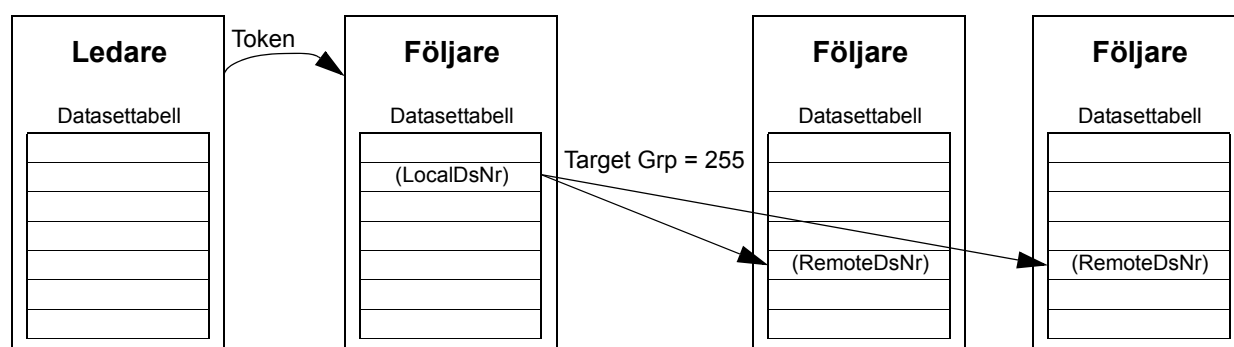 Ledare
Token
Följare
Följare
Följare
Datasettabell
Datasettabell
Datasettabell
Datasettabell
Target Grp = 255
(LocalDsNr)
(RemoteDsNr)
(RemoteDsNr)